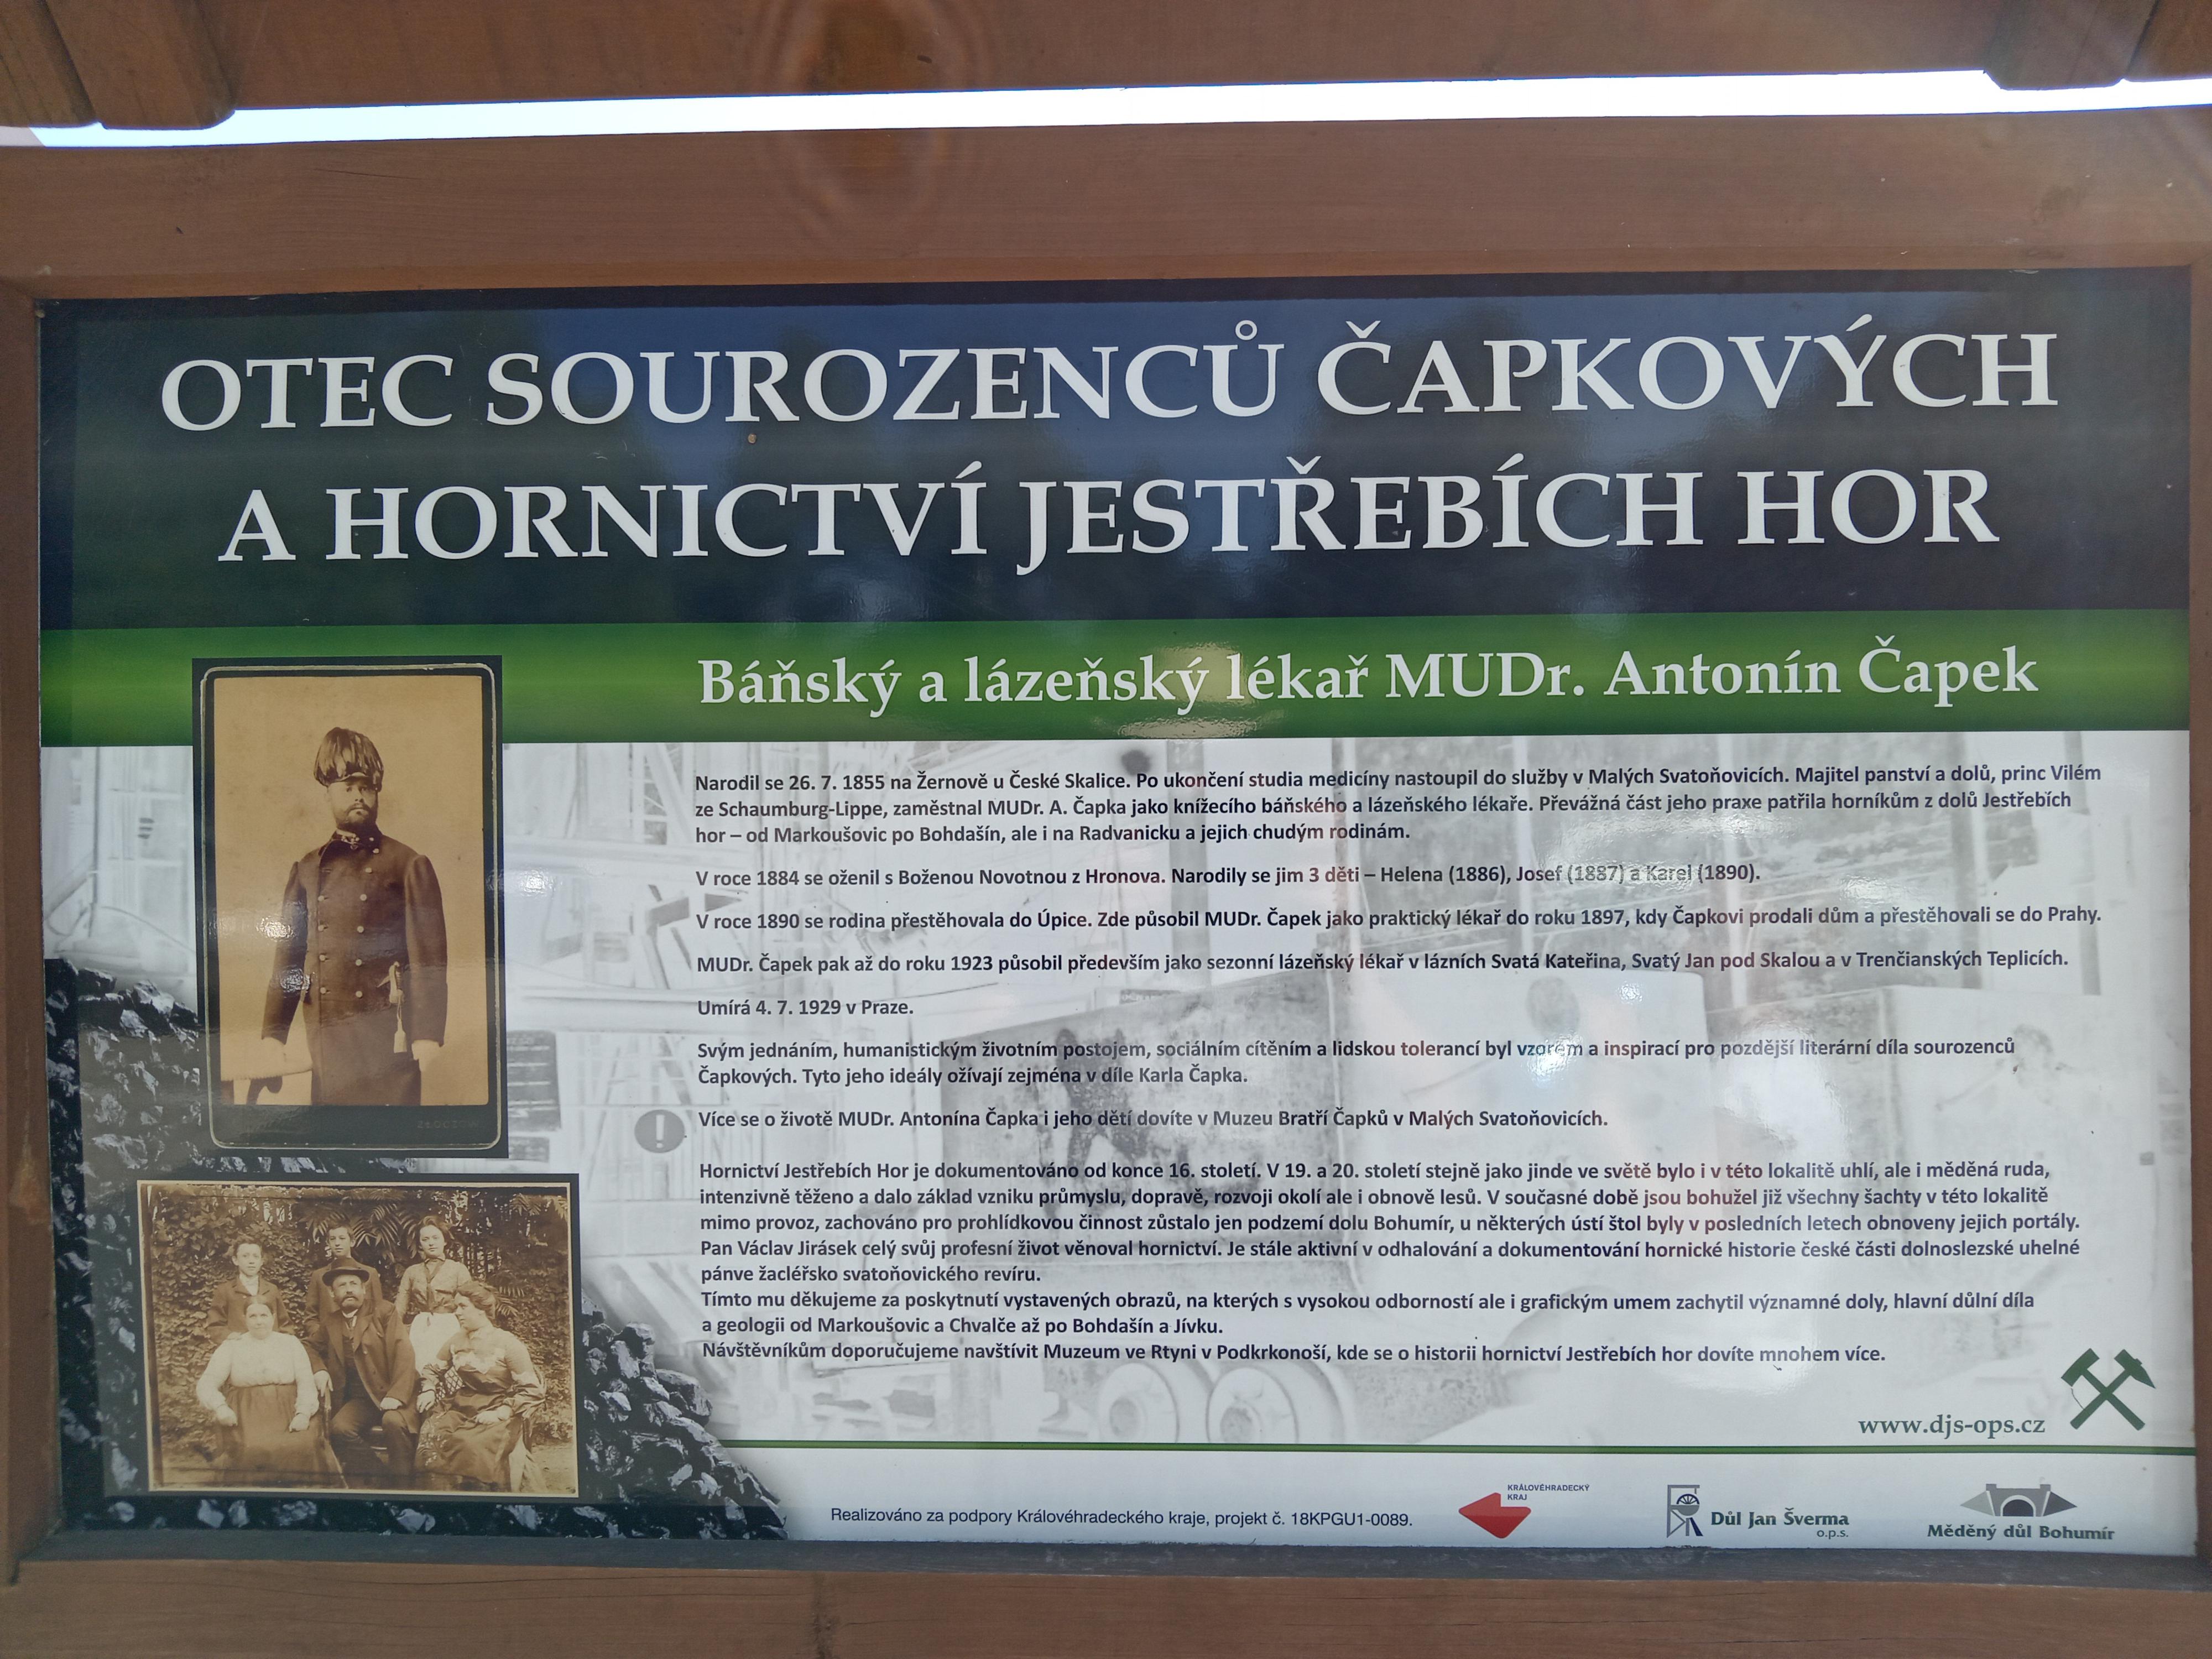 OTEC SOUROZENCŮ ČAPKOVÝCH
A HORNICTVÍ JESTŘEBÍCH HOR
Báňský a lázeňský lékař MUDr. Antonín Čapek
Narodil se 26. 7. 1855 na Žernově u České Skalice. Po ukončení studia medicíny nastoupil do služby v Malých Svatoňovicích. Majitel panství a dolů, princ Vilém
ze Schaumburg-Lippe, zaměstnal MUDr. A. Čapka jako knížecího báňského a lázeňského lékaře. Převážná část jeho praxe patřila horníkům z dolů Jestřebích
hor – od Markoušovic po Bohdašín, ale i na Radvanicku a jejich chudým rodinám.
V roce 1884 se oženil s Boženou Novotnou z Hronova. Narodily se jim 3 děti – Helena (1886), Josef (1887) a Karel (1890).
V roce 1890 se rodina přestěhovala do Úpice. Zde působil MUDr. Čapek jako praktický lékař do roku 1897, kdy Čapkovi prodali dům a přestěhovali se do Prahy.
MUDr. Čapek pak až do roku 1923 působil především jako sezonní lázeňský lékař v lázních Svatá Kateřina, Svatý Jan pod Skalou a v Trenčianských Teplicích.
Umírá 4. 7. 1929 v Praze.
Svým jednáním, humanistickým životním postojem, sociálním cítěním a lidskou tolerancí byl vzorem a inspirací pro pozdější literární díla sourozenců
Čapkových. Tyto jeho ideály ožívají zejména v díle Karla Čapka.
! Více se o životě MUDr. Antonína Čapka i jeho dětí dovíte v Muzeu Bratří Čapků v Malých Svatoňovicích.
ZŁOCZÓW
Hornictví Jestřebích Hor je dokumentováno od konce 16. století. V 19. a 20. století stejně jako jinde ve světě bylo i v této lokalitě uhlí, ale i měděná ruda,
intenzivně těženo a dalo základ vzniku průmyslu, dopravě, rozvoji okolí ale i obnově lesů. V současné době jsou bohužel již všechny šachty v této lokalitě
mimo provoz, zachováno pro prohlídkovou činnost zůstalo jen podzemí dolu Bohumír, u některých ústí štol byly v posledních letech obnoveny jejich portály.
Pan Václav Jirásek celý svůj profesní život věnoval hornictví. Je stále aktivní v odhalování a dokumentování hornické historie české části dolnoslezské uhelné
pánve žacléřsko svatoňovického revíru.
Tímto mu děkujeme za poskytnutí vystavených obrazů, na kterých s vysokou odborností ale i grafickým umem zachytil významné doly, hlavní důlní díla
a geologii od Markoušovic a Chvalče až po Bohdašín a Jívku.
Návštěvníkům doporučujeme navštívit Muzeum ve Rtyni v Podkrkonoší, kde se o historii hornictví Jestřebích hor dovíte mnohem více.
www.djs-ops.cz
Realizováno za podpory Královéhradeckého kraje, projekt č. 18KPGU1-0089.
KRÁLOVÉHRADECKÝ
KRAJ
Důl Jan Šverma
o.p.s.
Měděný důl Bohumír